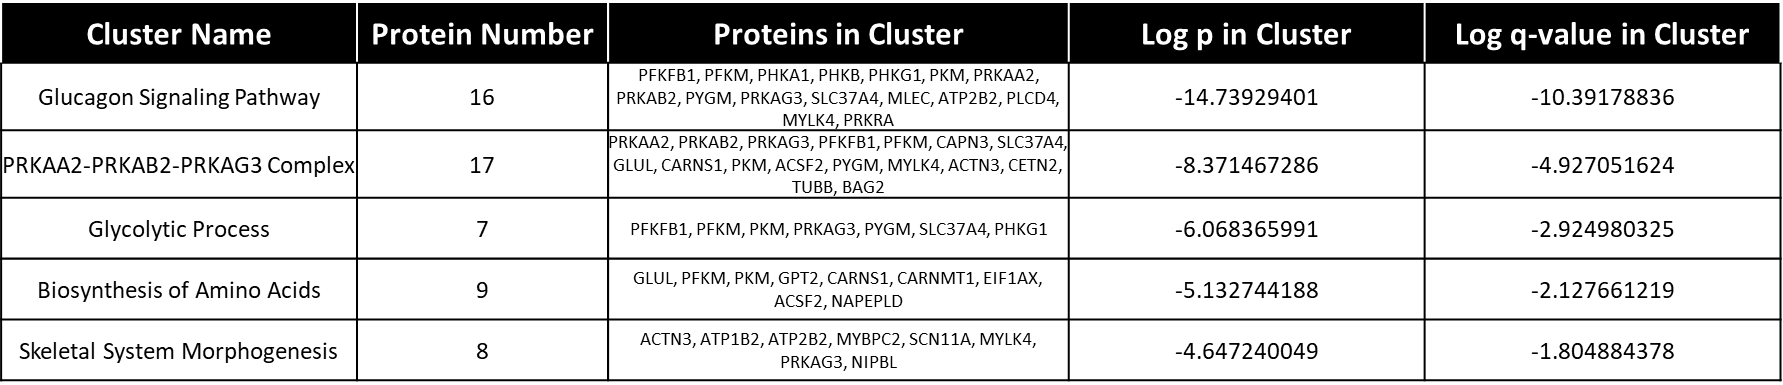 Cluster Name Protein Number Proteins in Cluster Log p in Cluster Log q-value in Cluster
Glucagon Signaling Pathway
16
PFKFB1, PFKM, PHKA1, PHKB, PHKG1, PKM, PRKAA2,
PRKAB2, PYGM, PRKAG3, SLC37A4, MLEC, ATP2B2, PLCD4,
MYLK4, PRKRA
-14.73929401
-10.39178836
PRKAA2-PRKAB2-PRKAG3 Complex
17
PRKAA2, PRKAB2, PRKAG3, PFKFB1, PFKM, CAPN3, SLC37A4,
GLUL, CARNS1, PKM, ACSF2, PYGM, MYLK4, ACTN3, CETN2,
TUBB, BAG2
-8.371467286
-4.927051624
Glycolytic Process
7
PFKFB1, PFKM, PKM, PRKAG3, PYGM, SLC37A4, PHKG1
-6.068365991
-2.924980325
Biosynthesis of Amino Acids
9
GLUL, PFKM, PKM, GPT2, CARNS1, CARNMT1, EIF1AX,
ACSF2, NAPEPLD
-5.132744188
-2.127661219
Skeletal System Morphogenesis
8
ACTN3, ATP1B2, ATP2B2, MYBPC2, SCN11A, MYLK4,
PRKAG3, NIPBL
-4.647240049
-1.804884378